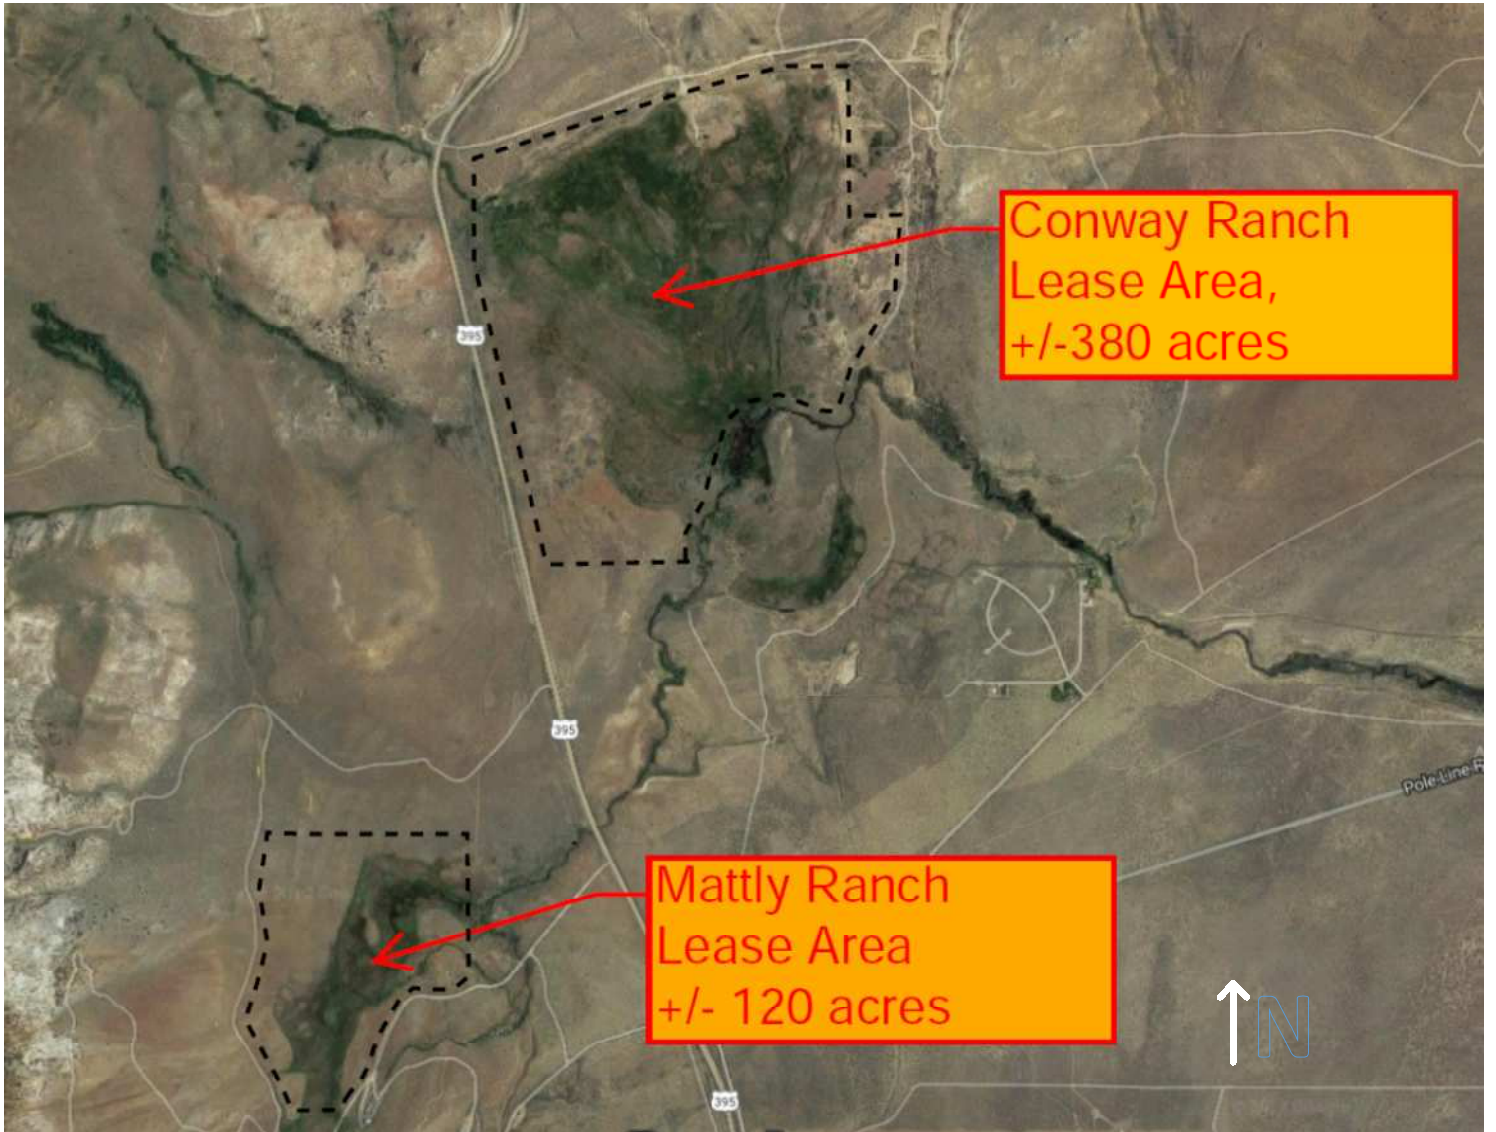 Conway Ranch
Lease Area,
+/-380 acres
395
395
Pole Line R
Mattly Ranch
Lease Area
+/- 120 acres
N
395